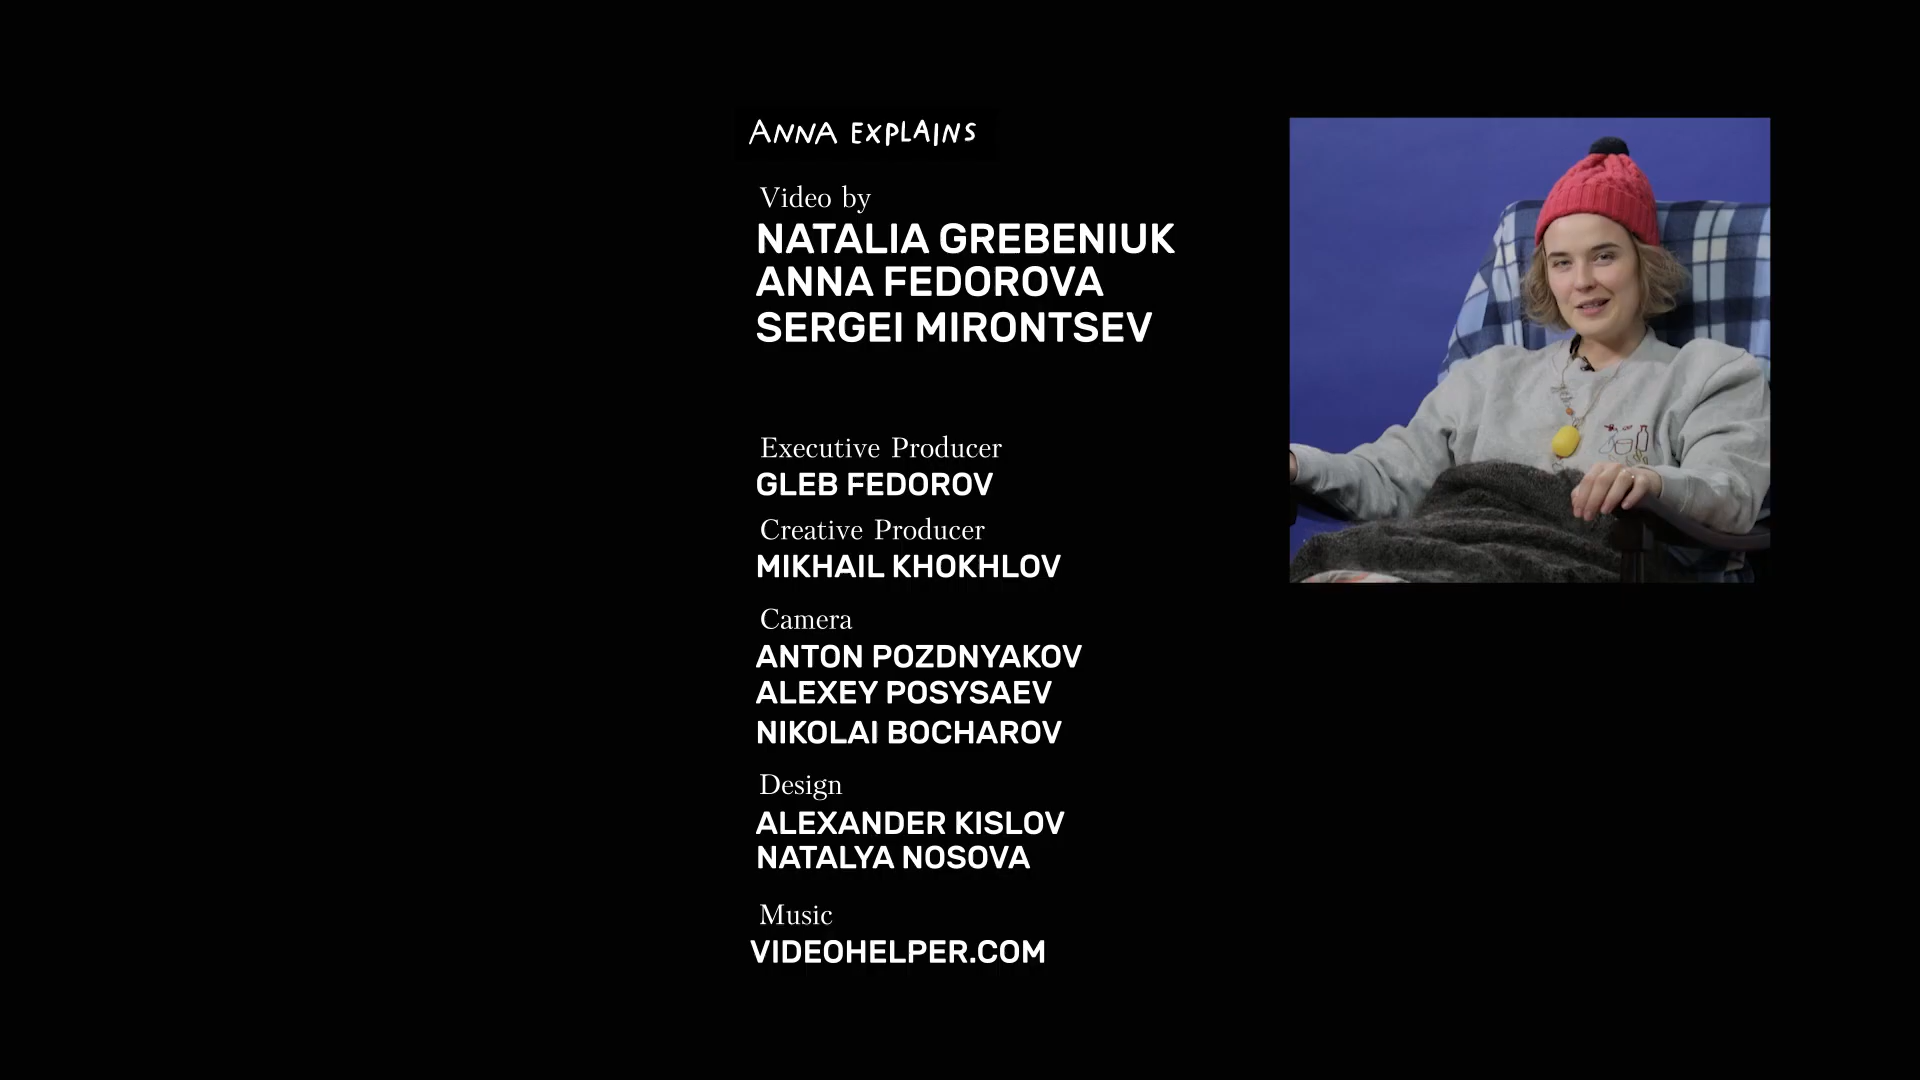 ANNA EXPLAINS
Video by
NATALIA GREBENIUK
ANNA FEDOROVA
SERGEI MIRONTSEV
Executive Producer
GLEB FEDOROV
Creative Producer
MIKHAIL KHOKHLOV
Camera
ANTON POZDNYAKOV
ALEXEY POSYSAEV
NIKOLAI BOCHAROV
Design
ALEXANDER KISLOV
NATALYA NOSOVA
Music
VIDEOHELPER.COM